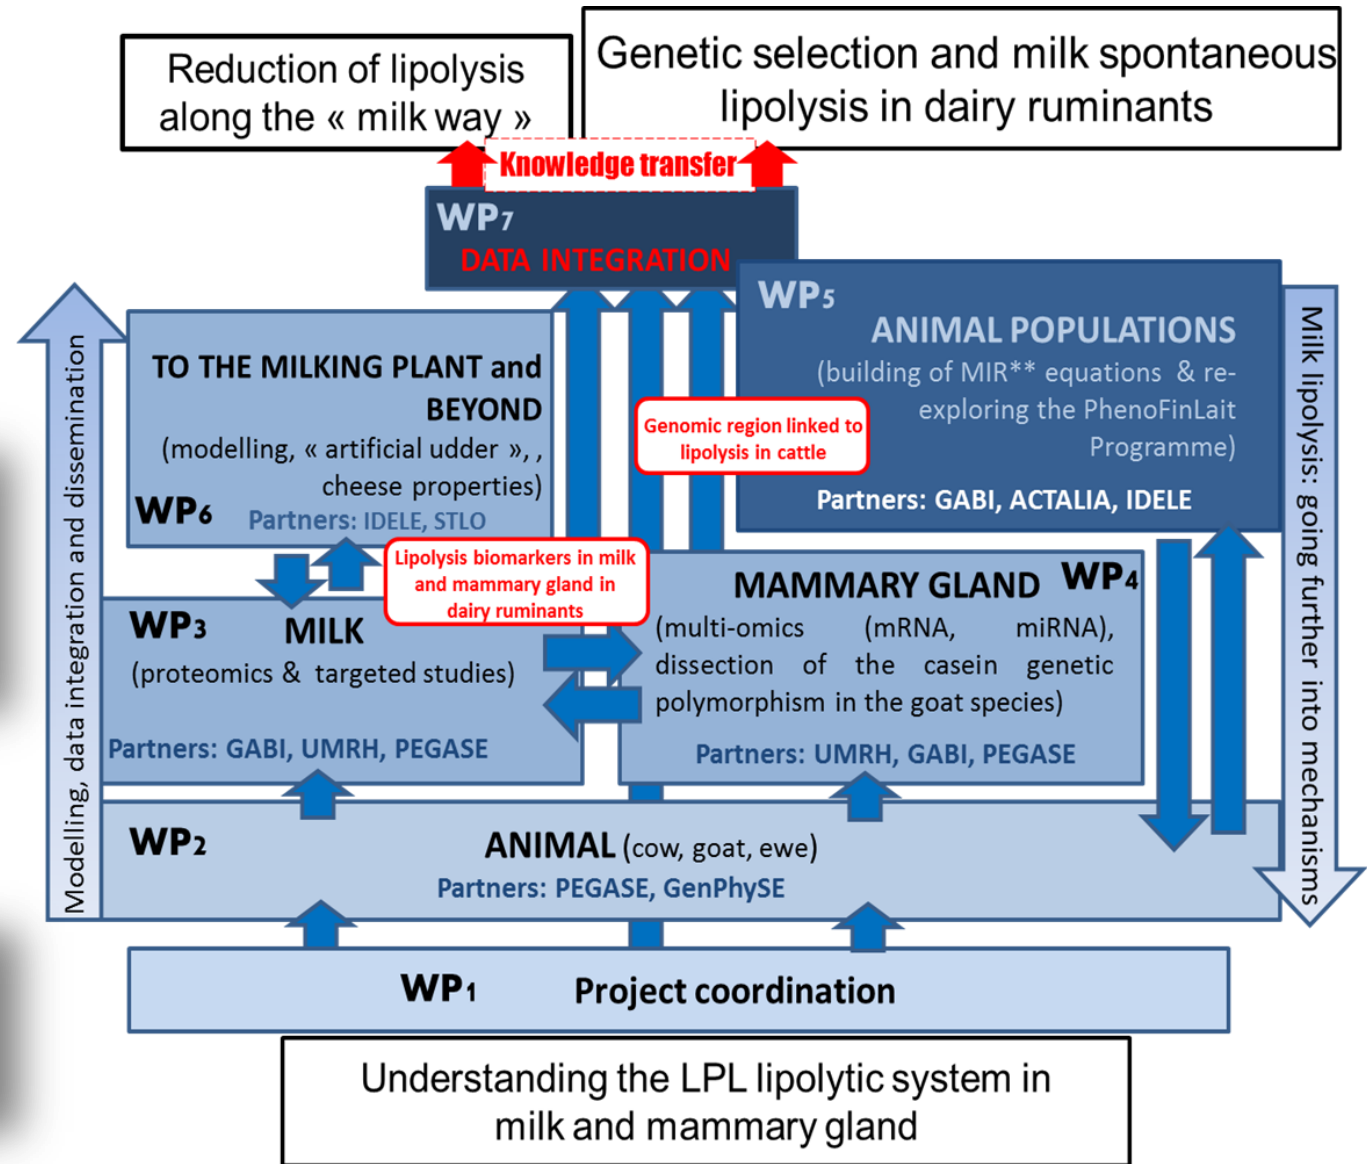 Reduction of lipolysis
along the « milk way »
Genetic selection and milk spontaneous
lipolysis in dairy ruminants
Knowledge transfer
WP7
DATA INTEGRATION
WP5
ANIMAL POPULATIONS
(building of MIR** equations & re-
exploring the PhenoFinLait
Programme)
Partners: GABI, ACTALIA, IDELE
TO THE MILKING PLANT and
BEYOND
(modelling, « artificial udder », ,
cheese properties)
WP6
Partners: IDELE, STLO
Genomic region linked to
lipolysis in cattle
Lipolysis biomarkers in milk
and mammary gland in
dairy ruminants
WP3
MILK
(proteomics & targeted studies)
Partners: GABI, UMRH, PEGASE
MAMMARY GLAND
WP4
(multi-omics (mRNA, miRNA),
dissection of the casein genetic
polymorphism in the goat species)
Partners: UMRH, GABI, PEGASE
WP2
ANIMAL (cow, goat, ewe)
Partners: PEGASE, GenPhySE
WP1
Project coordination
Understanding the LPL lipolytic system in
milk and mammary gland
Modelling, data integration and dissemination
Milk lipolysis: going further into mechanisms